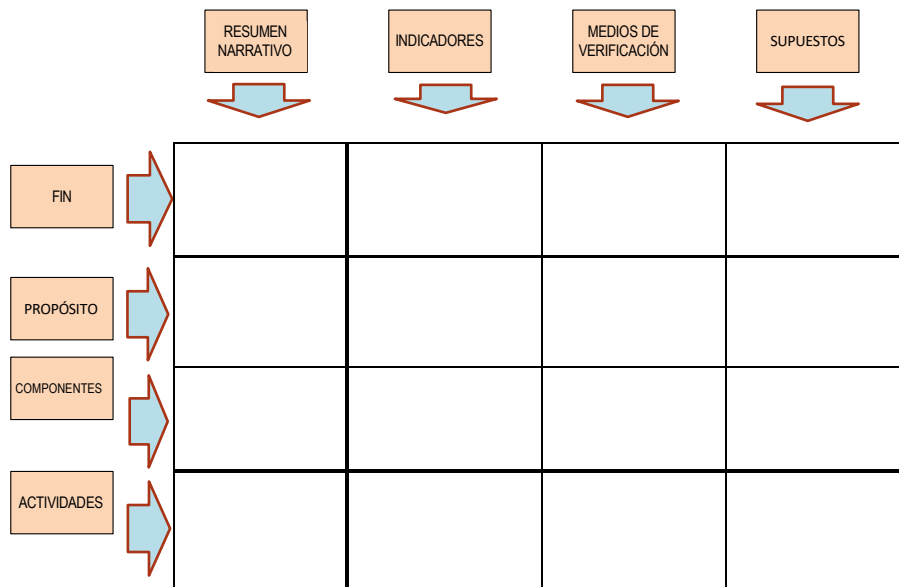 RESUMEN
NARRATIVO
INDICADORES
MEDIOS DE
VERIFICACIÓN
SUPUESTOS
FIN
PROPÓSITO
COMPONENTES
ACTIVIDADES